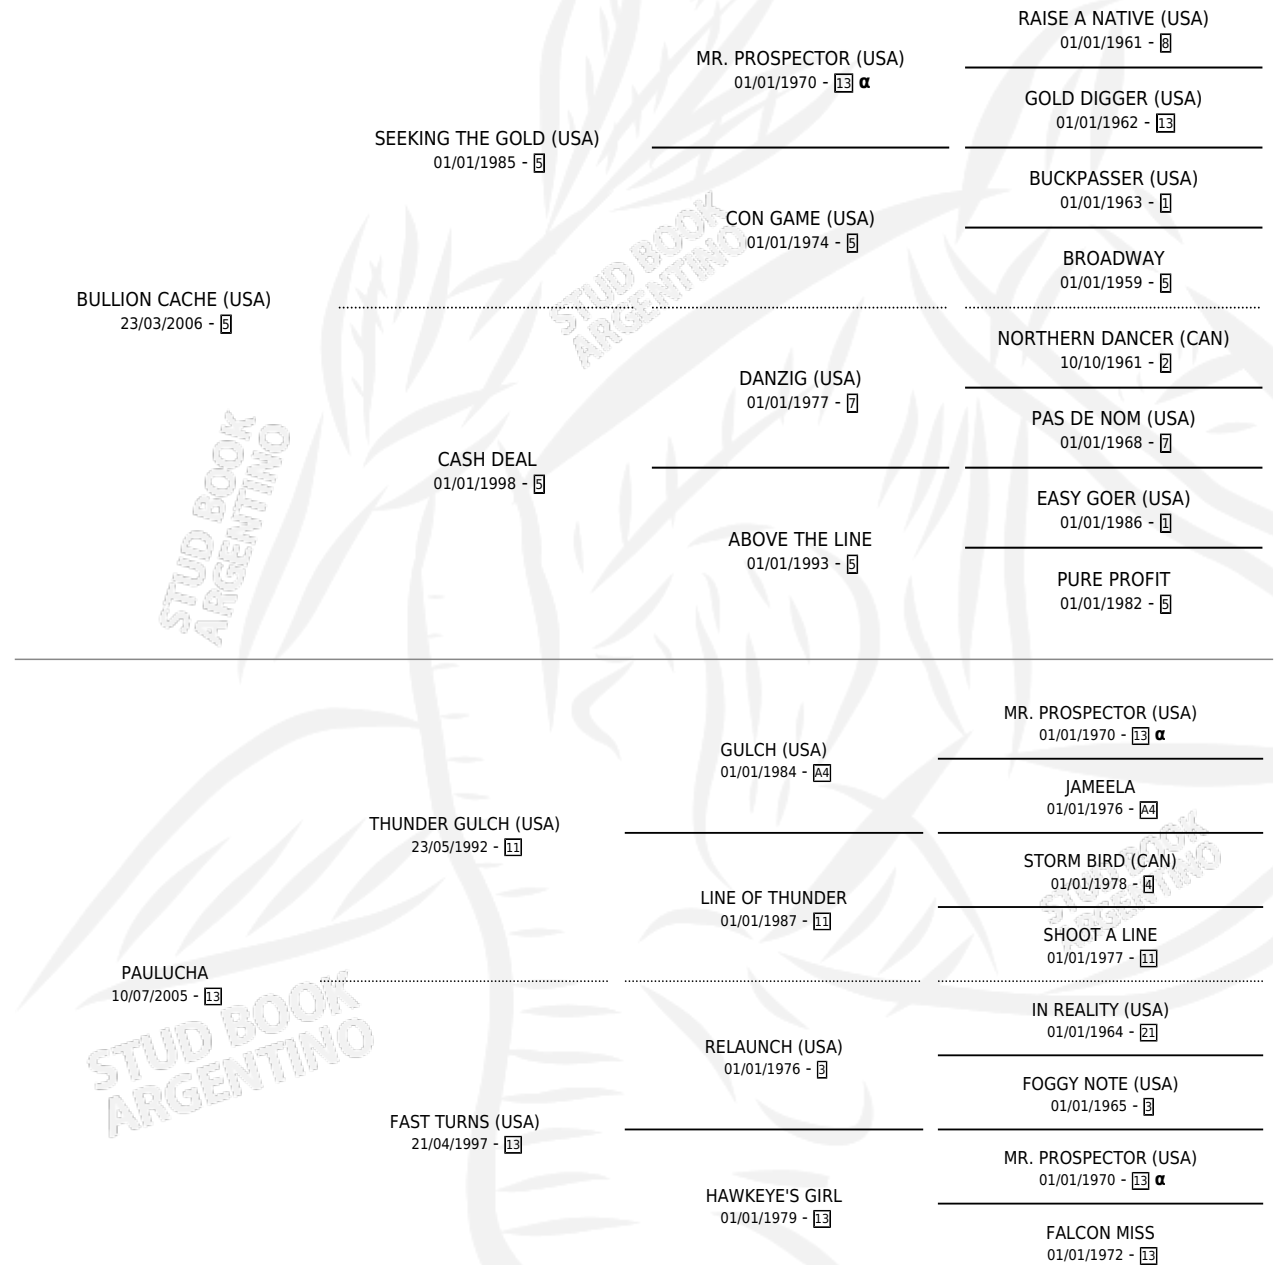 RAISE A NATIVE (USA)
01/01/1961 - 8
MR. PROSPECTOR (USA)
01/01/1970 - 13 α
GOLD DIGGER (USA)
01/01/1962 - 13
SEEKING THE GOLD (USA)
01/01/1985 - 5
BUCKPASSER (USA)
01/01/1963 - 1
CON GAME (USA)
01/01/1974 - 5
BROADWAY
01/01/1959 - 5
BULLION CACHE (USA)
23/03/2006 - 5
NORTHERN DANCER (CAN)
10/10/1961 - 2
DANZIG (USA)
01/01/1977 - 7
PAS DE NOM (USA)
01/01/1968 - 7
CASH DEAL
01/01/1998 - 5
EASY GOER (USA)
01/01/1986 - 1
ABOVE THE LINE
01/01/1993 - 5
PURE PROFIT
01/01/1982 - 5
MR. PROSPECTOR (USA)
01/01/1970 - 13 α
GULCH (USA)
01/01/1984 - A4
JAMEELA
01/01/1976 - A4
THUNDER GULCH (USA)
23/05/1992 - 11
STORM BIRD (CAN)
01/01/1978 - 4
LINE OF THUNDER
01/01/1987 - 11
SHOOT A LINE
01/01/1977 - 11
PAULUCHA
10/07/2005 - 13
IN REALITY (USA)
01/01/1964 - 21
RELAUNCH (USA)
01/01/1976 - 3
FOGGY NOTE (USA)
01/01/1965 - 3
FAST TURNS (USA)
21/04/1997 - 13
MR. PROSPECTOR (USA)
01/01/1970 - 13 α
HAWKEYE'S GIRL
01/01/1979 - 13
FALCON MISS
01/01/1972 - 13
STUD BOOK
ARGENTINO
STUD BOOK
ARGENTINO
STUD BOOK
ARGENTINO
STUD BOOK
ARGENTINO